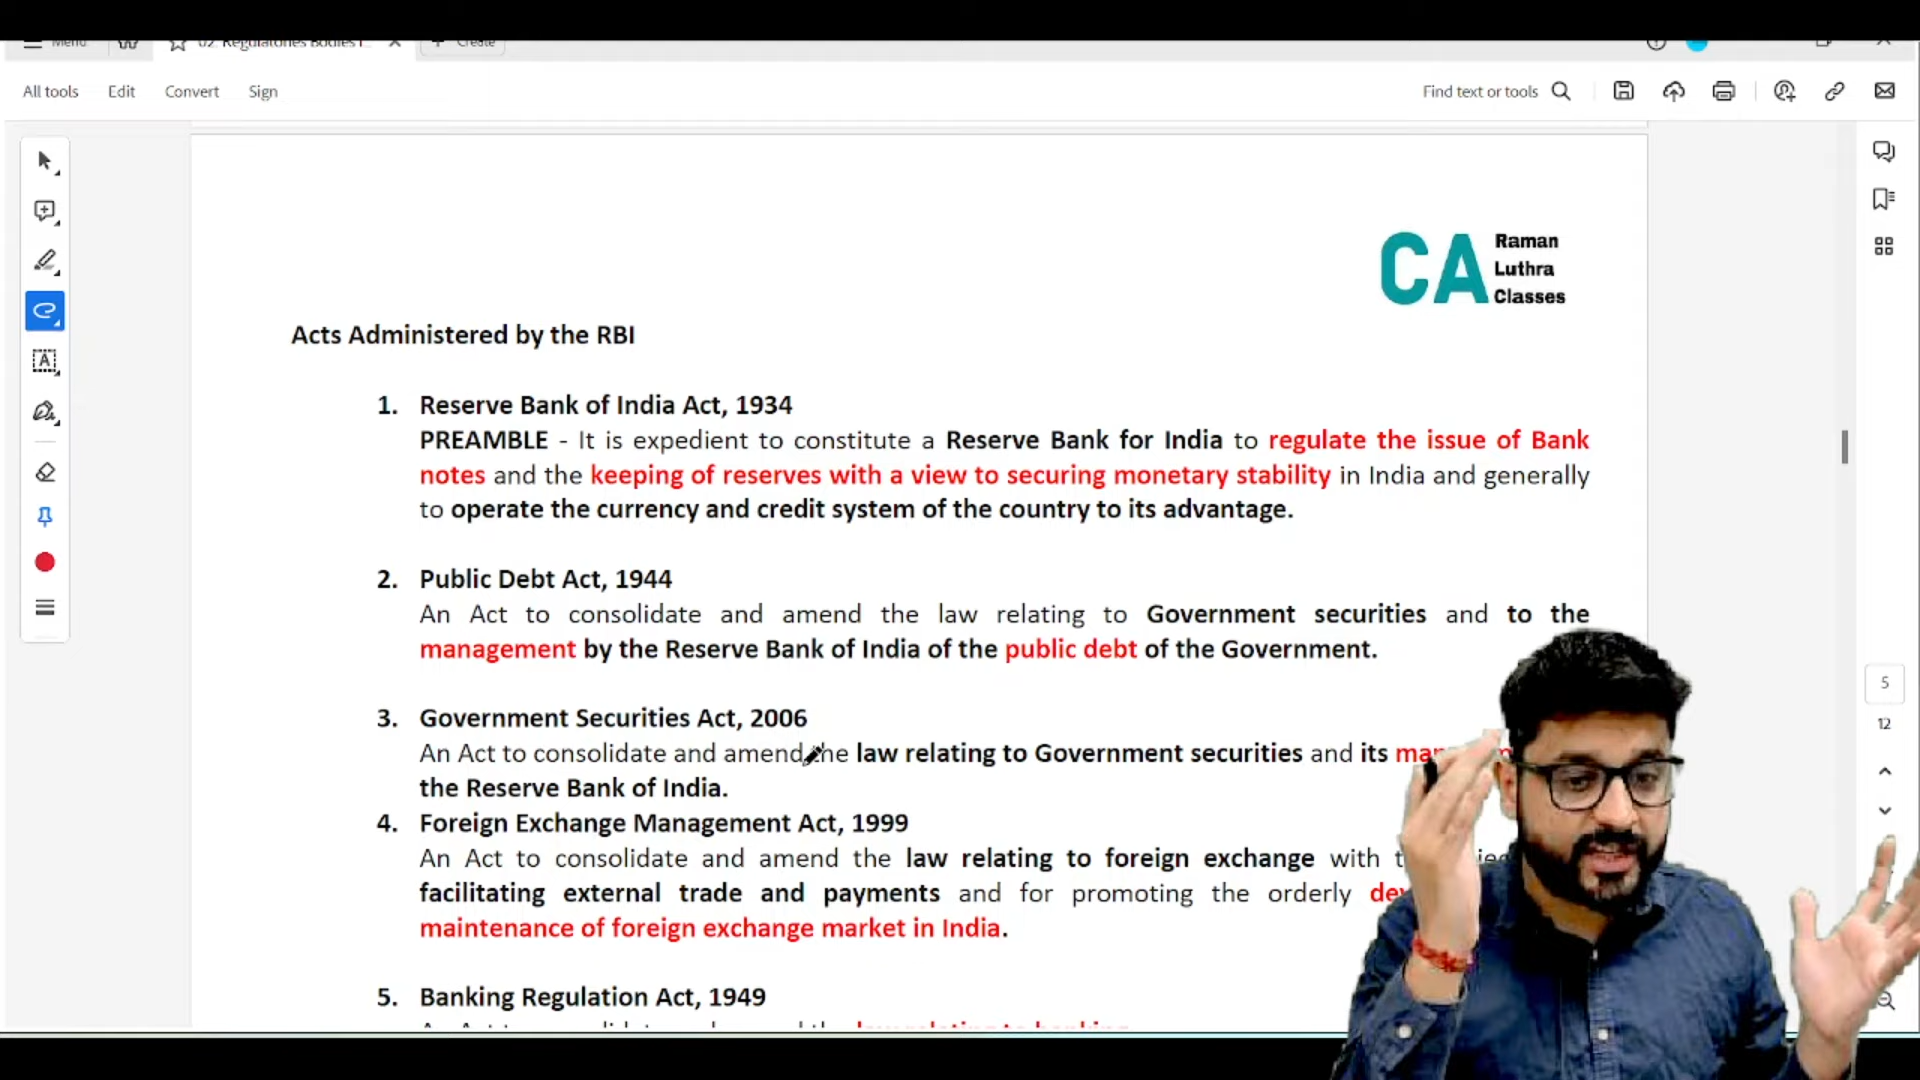 Menu
02. Regulatories Bodies I...
Create
All tools Edit Convert Sign
Find text or tools
CA Raman
Luthra
Classes
Acts Administered by the RBI
1. Reserve Bank of India Act, 1934
PREAMBLE - It is expedient to constitute a Reserve Bank for India to regulate the issue of Bank
notes and the keeping of reserves with a view to securing monetary stability in India and generally
to operate the currency and credit system of the country to its advantage.
2. Public Debt Act, 1944
An Act to consolidate and amend the law relating to Government securities and to the
management by the Reserve Bank of India of the public debt of the Government.
3. Government Securities Act, 2006
An Act to consolidate and amend the law relating to Government securities and its
the Reserve Bank of India.
4. Foreign Exchange Management Act, 1999
An Act to consolidate and amend the law relating to foreign exchange with
facilitating external trade and payments and for promoting the orderly
maintenance of foreign exchange market in India.
5. Banking Regulation Act, 1949
5
12